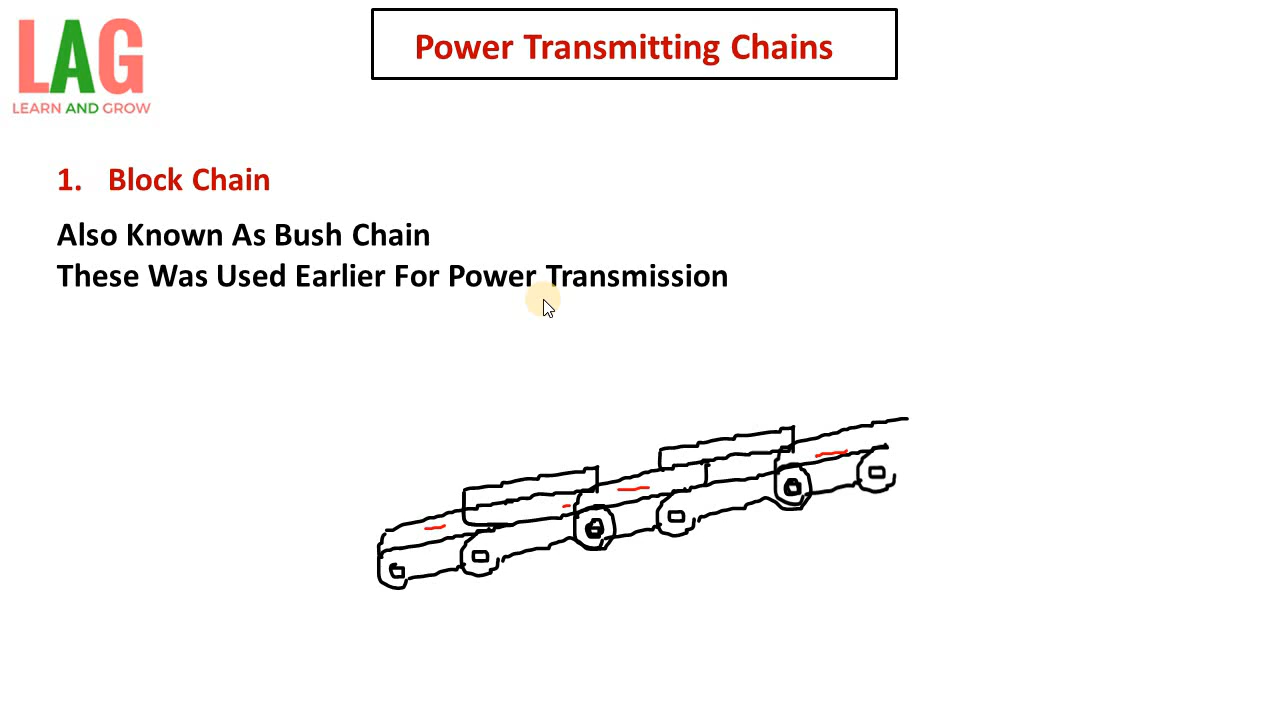 LAG
LEARN AND GROW
Power Transmitting Chains
1. Block Chain
Also Known As Bush Chain
These Was Used Earlier For Power Transmission